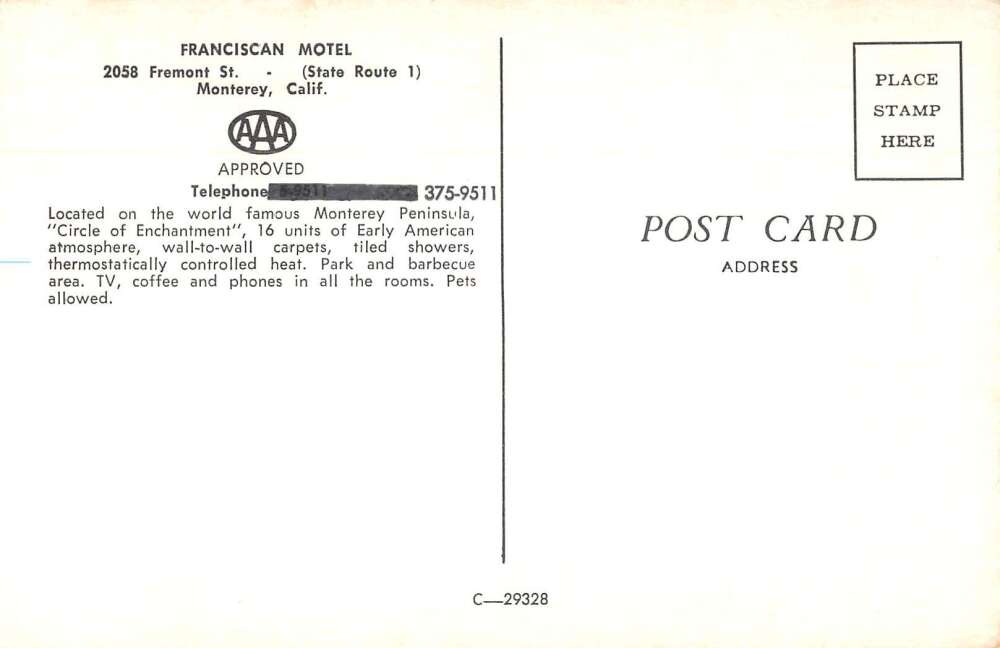 FRANCISCAN MOTEL
2058 Fremont St. - (State Route 1)
Monterey, Calif.
AAA
APPROVED
Telephone 5-9511 375-9511
Located on the world famous Monterey Peninsula,
"Circle of Enchantment", 16 units of Early American
atmosphere, wall-to-wall carpets, tiled showers,
thermostatically controlled heat. Park and barbecue
area. TV, coffee and phones in all the rooms. Pets
allowed.
PLACE
STAMP
HERE
POST CARD
ADDRESS
C—29328